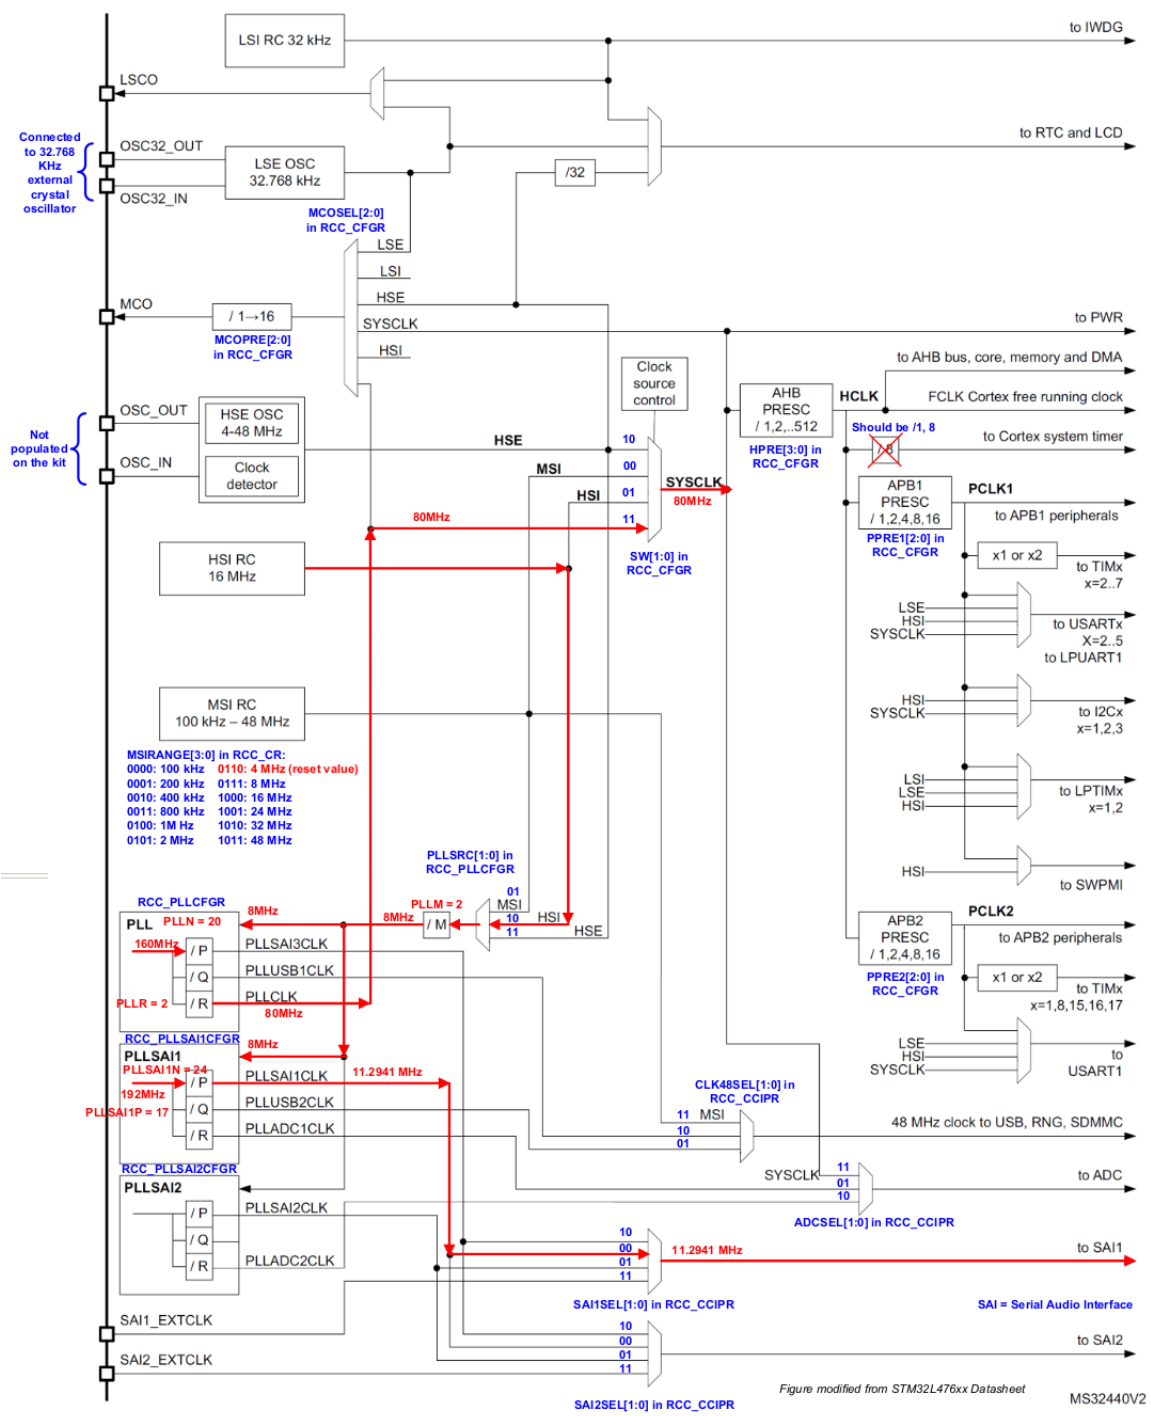 LSI RC 32 kHz
to IWDG
LSCO
Connected
to 32.768
KHz
external
crystal
oscillator
OSC32_OUT
OSC32_IN
LSE OSC
32.768 kHz
/32
to RTC and LCD
MCOSEL[2:0]
in RCC_CFGR
LSE
LSI
HSE
SYSCLK
HSI
MCO
/ 1→16
MCOPRE[2:0]
in RCC_CFGR
to PWR
Clock
source
control
to AHB bus, core, memory and DMA
AHB
PRESC
/ 1,2,..512
HCLK
FCLK Cortex free running clock
HPRE[3:0] in
RCC_CFGR
Should be /1, 8
/ 8
to Cortex system timer
Not
populated
on the kit
OSC_OUT
OSC_IN
HSE OSC
4-48 MHz
Clock
detector
HSE
10
MSI
00
HSI
01
11
SYSCLK
80MHz
80MHz
SW[1:0] in
RCC_CFGR
APB1
PRESC
/ 1,2,4,8,16
PCLK1
to APB1 peripherals
PPRE1[2:0] in
RCC_CFGR
x1 or x2
to TIMx
x=2..7
HSI RC
16 MHz
LSE
HSI
SYSCLK
to USARTx
X=2..5
to LPUART1
MSI RC
100 kHz – 48 MHz
HSI
SYSCLK
to I2Cx
x=1,2,3
MSIRANGE[3:0] in RCC_CR:
0000: 100 kHz 0110: 4 MHz (reset value)
0001: 200 kHz 0111: 8 MHz
0010: 400 kHz 1000: 16 MHz
0011: 800 kHz 1001: 24 MHz
0100: 1M Hz 1010: 32 MHz
0101: 2 MHz 1011: 48 MHz
LSI
LSE
HSI
to LPTIMx
x=1,2
HSI
to SWPMI
PLLSRC[1:0] in
RCC_PLLCFGR
01
MSI
10
HSI
11
HSE
PLLM = 2
/ M
8MHz
8MHz
RCC_PLLCFGR
PLL
PLLN = 20
160MHz
/ P
/ Q
/ R
PLLR = 2
PLLSAI3CLK
PLLUSB1CLK
PLLCLK
80MHz
APB2
PRESC
/ 1,2,4,8,16
PCLK2
to APB2 peripherals
PPRE2[2:0] in
RCC_CFGR
x1 or x2
to TIMx
x=1,8,15,16,17
LSE
HSI
SYSCLK
to
USART1
RCC_PLLSAI1CFGR
8MHz
PLLSAI1
PLLSAI1N = 24
192MHz
PLLSAI1P = 17
/ P
/ Q
/ R
PLLSAI1CLK
11.2941 MHz
PLLUSB2CLK
PLLADC1CLK
CLK48SEL[1:0] in
RCC_CCIPR
11
MSI
10
01
48 MHz clock to USB, RNG, SDMMC
RCC_PLLSAI2CFGR
PLLSAI2
/ P
/ Q
/ R
PLLSAI2CLK
PLLADC2CLK
SYSCLK
11
01
10
to ADC
ADCSEL[1:0] in RCC_CCIPR
10
00
01
11
11.2941 MHz
to SAI1
SAI1SEL[1:0] in RCC_CCIPR
SAI = Serial Audio Interface
SAI1_EXTCLK
10
00
01
11
to SAI2
SAI2_EXTCLK
SAI2SEL[1:0] in RCC_CCIPR
Figure modified from STM32L476xx Datasheet
MS32440V2